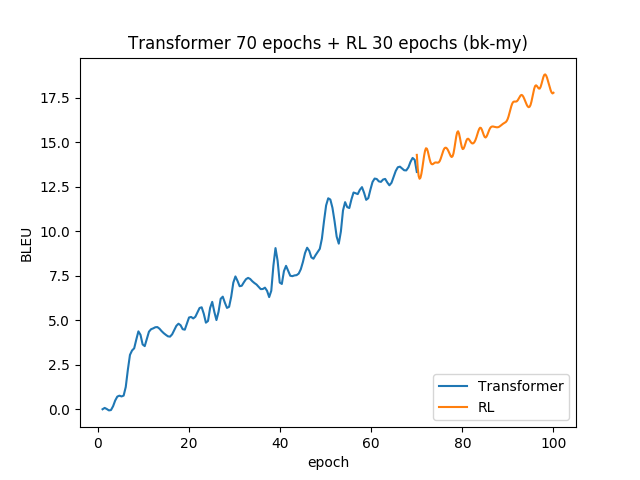 Transformer 70 epochs + RL 30 epochs (bk-my)
BLEU
17.5
15.0
12.5
10.0
7.5
5.0
2.5
0.0
Transformer
RL
0 20 40 60 80 100
epoch